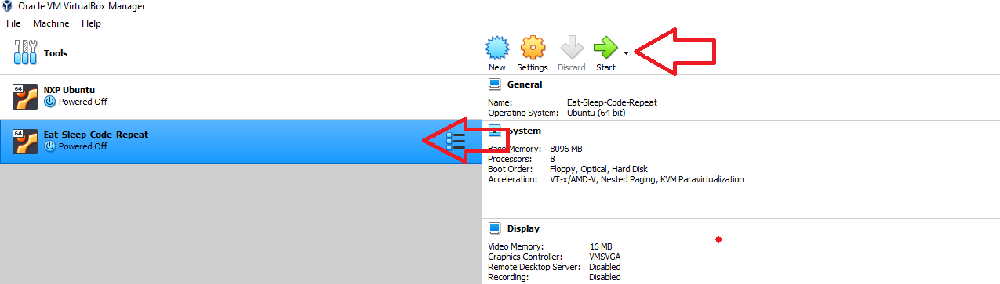 Oracle VM VirtualBox Manager
File Machine Help
Tools
New Settings Discard Start
64
NXP Ubuntu
Powered Off
64
Eat-Sleep-Code-Repeat
Powered Off
General
Name: Eat-Sleep-Code-Repeat
Operating System: Ubuntu (64-bit)
System
Base Memory: 8096 MB
Processors: 8
Boot Order: Floppy, Optical, Hard Disk
Acceleration: VT-x/AMD-V, Nested Paging, KVM Paravirtualization
Display
Video Memory: 16 MB
Graphics Controller: VMSVGA
Remote Desktop Server: Disabled
Recording: Disabled